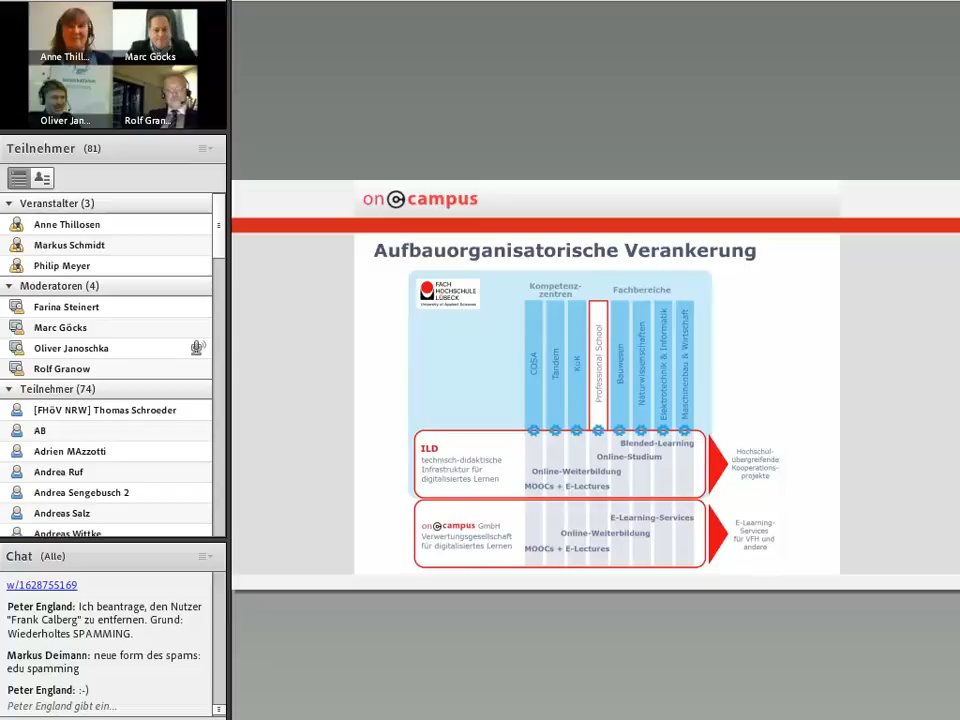 Anne Thill...
Marc Göcks
Oliver Jan...
Rolf Gran...
Teilnehmer (81)
Veranstalter (3)
Anne Thillosen
Markus Schmidt
Philip Meyer
Moderatoren (4)
Farina Steinert
Marc Göcks
Oliver Janoschka
Rolf Granow
Teilnehmer (74)
[FHöV NRW] Thomas Schroeder
AB
Adrien MAzzotti
Andrea Ruf
Andrea Sengebusch 2
Andreas Salz
Andreas Wittke
Chat (Alle)
w/1628755169
Peter England: Ich beantrage, den Nutzer
"Frank Calberg" zu entfernen. Grund:
Wiederholtes SPAMMING.
Markus Deimann: neue form des spams:
edu spamming
Peter England: :-)
Peter England gibt ein...
on campus
Aufbauorganisatorische Verankerung
FACH
HOCHSCHULE
LÜBECK
University of Applied Sciences
Kompetenz-
zentren
Fachbereiche
COSA
Tandem
KuK
Professional School
Bauwesen
Naturwissenschaften
Elektrotechnik & Informatik
Maschinenbau & Wirtschaft
ILD
technisch-didaktische
Infrastruktur für
digitalisiertes Lernen
Blended-Learning
Online-Studium
Online-Weiterbildung
MOOCs + E-Lectures
Hochschul-
übergreifende
Kooperations-
projekte
on campus GmbH
Verwertungsgesellschaft
für digitalisiertes Lernen
E-Learning-Services
Online-Weiterbildung
MOOCs + E-Lectures
E-Learning-
Services
für VFH und
andere